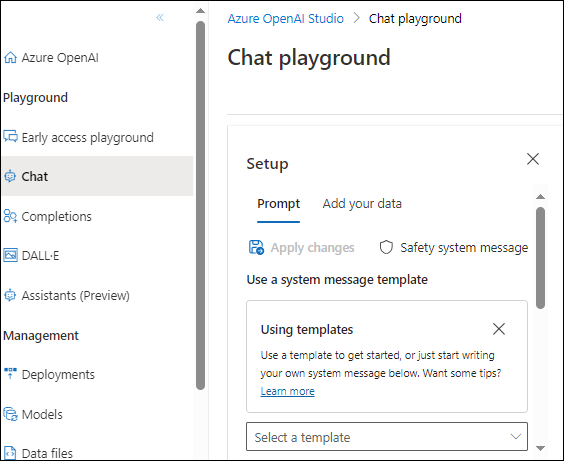 Azure OpenAI
Playground
Early access playground
Chat
Completions
DALL·E
Assistants (Preview)
Management
Deployments
Models
Data files
Azure OpenAI Studio > Chat playground
Chat playground
Setup
Prompt Add your data
Apply changes Safety system message
Use a system message template
Using templates
Use a template to get started, or just start writing
your own system message below. Want some tips?
Learn more
Select a template